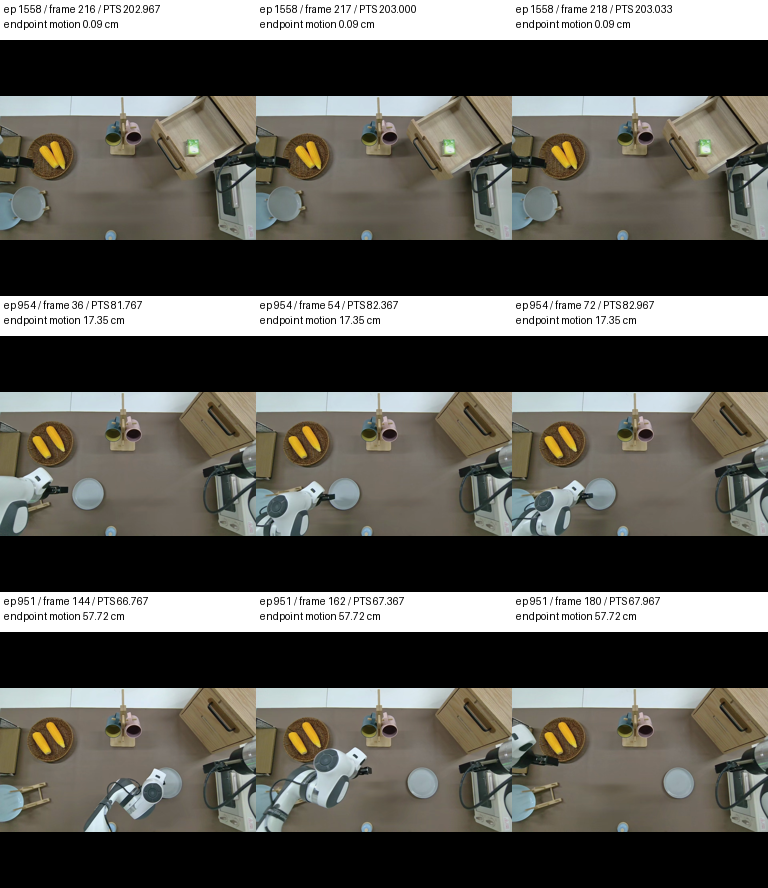 ep 1558 / frame 216 / PTS 202.967
endpoint motion 0.09 cm
ep 1558 / frame 217 / PTS 203.000
endpoint motion 0.09 cm
ep 1558 / frame 218 / PTS 203.033
endpoint motion 0.09 cm
ep 954 / frame 36 / PTS 81.767
endpoint motion 17.35 cm
ep 954 / frame 54 / PTS 82.367
endpoint motion 17.35 cm
ep 954 / frame 72 / PTS 82.967
endpoint motion 17.35 cm
ep 951 / frame 144 / PTS 66.767
endpoint motion 57.72 cm
ep 951 / frame 162 / PTS 67.367
endpoint motion 57.72 cm
ep 951 / frame 180 / PTS 67.967
endpoint motion 57.72 cm